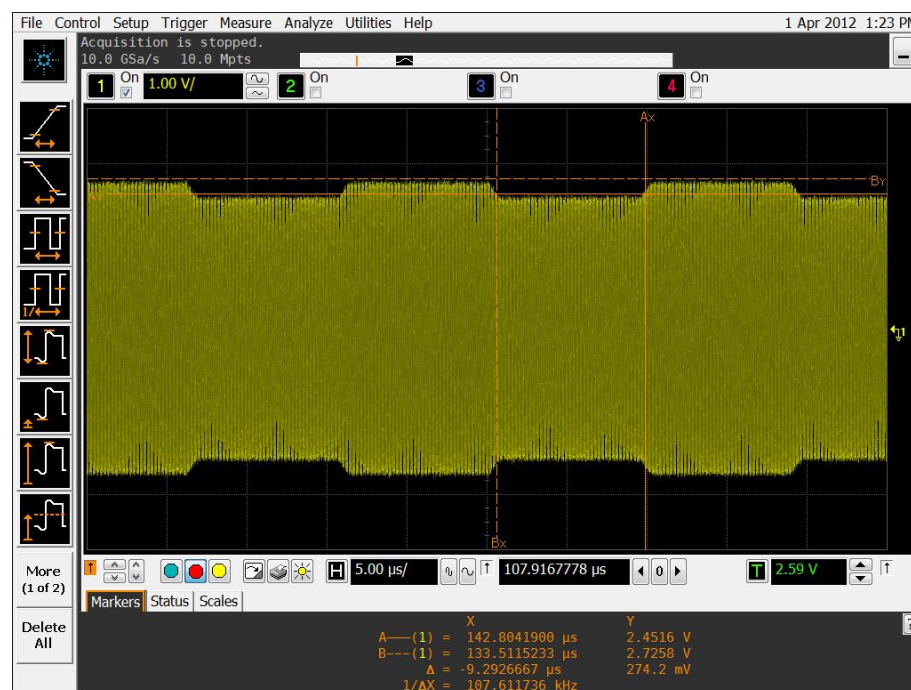 File Control Setup Trigger Measure Analyze Utilities Help 1 Apr 2012 1:23 PM
Acquisition is stopped.
10.0 GSa/s 10.0 Mpts
1 On 1.00 V/ 2 On 3 On 4 On
Ax
By
Ay
1
Bx
More
(1 of 2)
H 5.00 µs/ 107.9167778 µs 0 T 2.59 V
Markers Status Scales
Delete
All
X Y
A——(1) = 142.8041900 µs 2.4516 V
B---(1) = 133.5115233 µs 2.7258 V
Δ = -9.2926667 µs 274.2 mV
1/ΔX = 107.611736 kHz